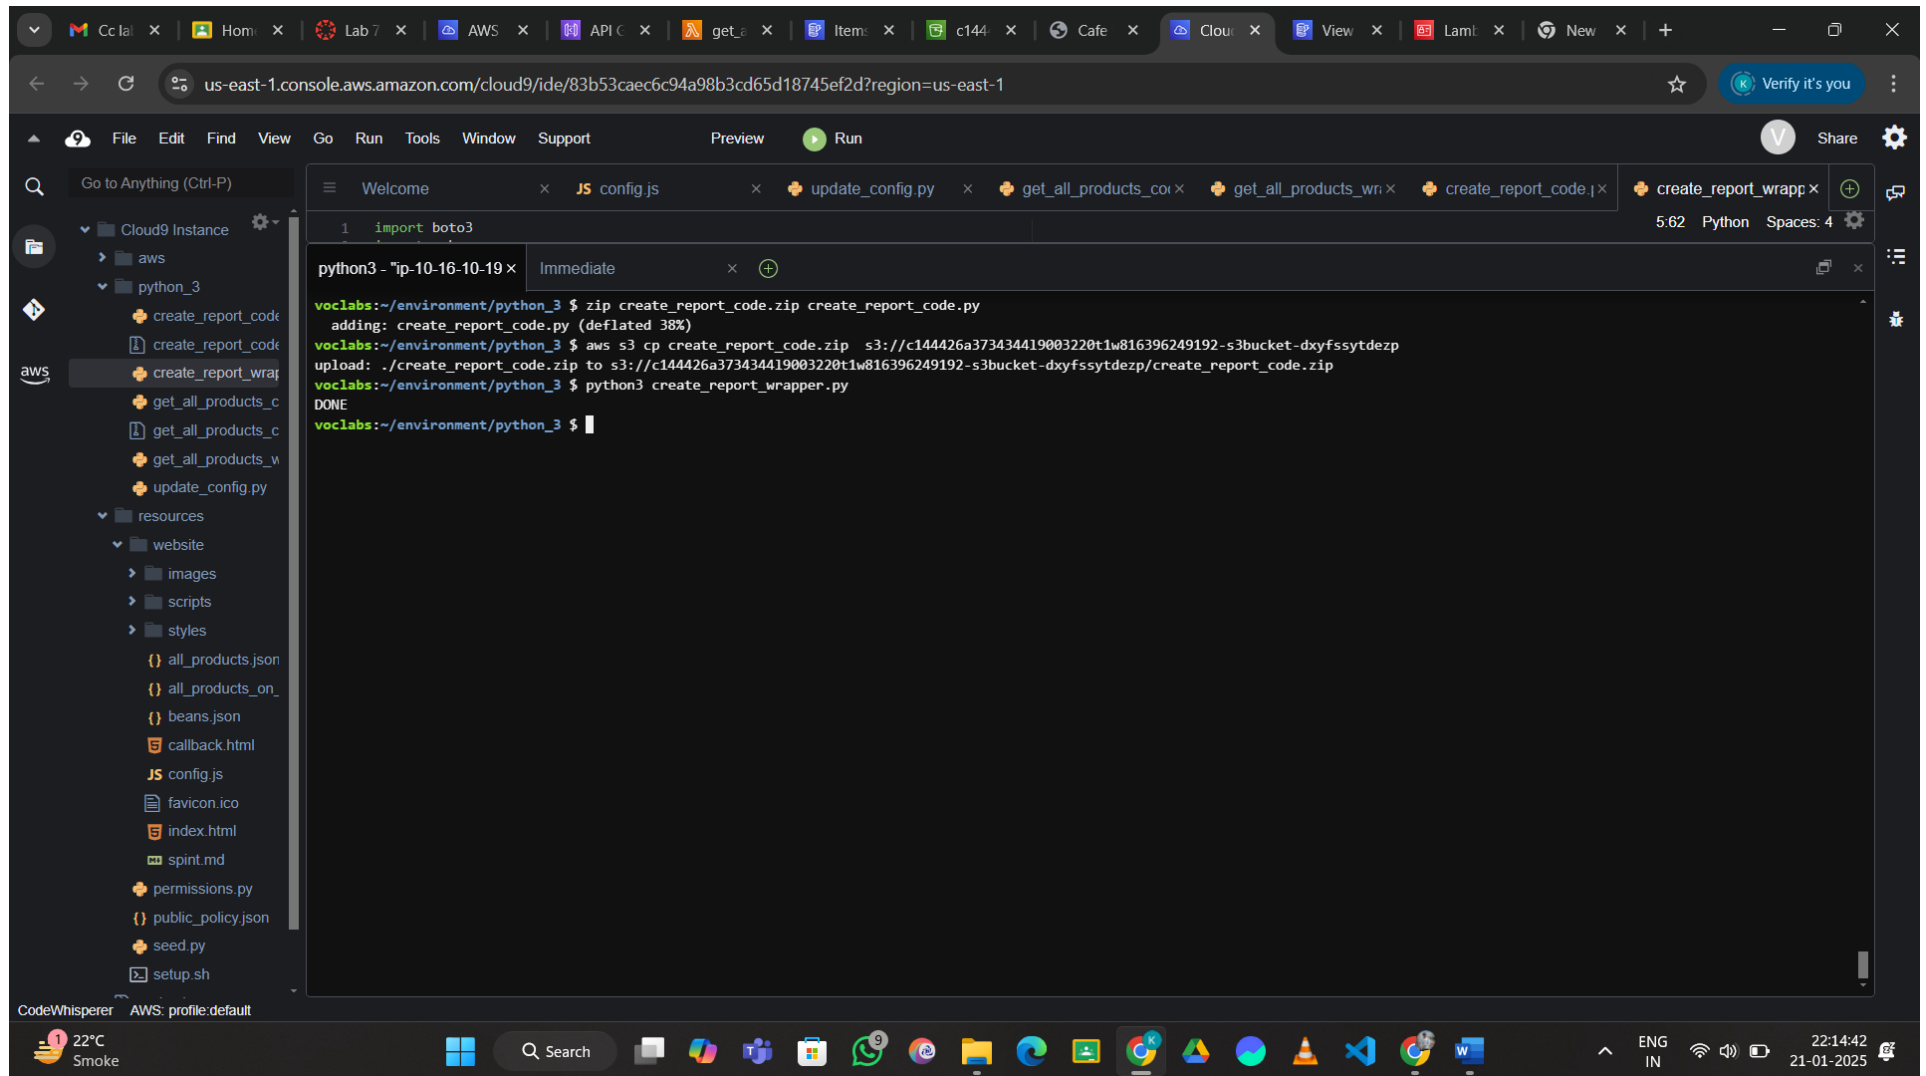 Cc la
Hom
Lab 7
AWS
API G
get_a
Item
c144
Cafe
Clou
View
Lamb
New
us-east-1.console.aws.amazon.com/cloud9/ide/83b53caec6c94a98b3cd65d18745ef2d?region=us-east-1
K
Verify it's you
9
File Edit Find View Go Run Tools Window Support Preview Run
V
Share
Go to Anything (Ctrl-P)
Welcome
JS config.js
update_config.py
get_all_products_co
get_all_products_wr
create_report_code.p
create_report_wrapp
1 import boto3
5:62 Python Spaces: 4
Cloud9 Instance
aws
python_3
create_report_code
create_report_code
create_report_wrap
get_all_products_c
get_all_products_c
get_all_products_w
update_config.py
resources
website
images
scripts
styles
{} all_products.json
{} all_products_on_
{} beans.json
5 callback.html
JS config.js
favicon.ico
5 index.html
spint.md
permissions.py
{} public_policy.json
seed.py
setup.sh
aws
python3 - "ip-10-16-10-19
Immediate
voclabs:~/environment/python_3 $ zip create_report_code.zip create_report_code.py
adding: create_report_code.py (deflated 38%)
voclabs:~/environment/python_3 $ aws s3 cp create_report_code.zip  s3://c144426a373434419003220t1w816396249192-s3bucket-dxyfssytdezp
upload: ./create_report_code.zip to s3://c144426a373434419003220t1w816396249192-s3bucket-dxyfssytdezp/create_report_code.zip
voclabs:~/environment/python_3 $ python3 create_report_wrapper.py
DONE
voclabs:~/environment/python_3 $
CodeWhisperer AWS: profile:default
1
22°C
Smoke
Search
9
K
ENG
IN
22:14:42
21-01-2025